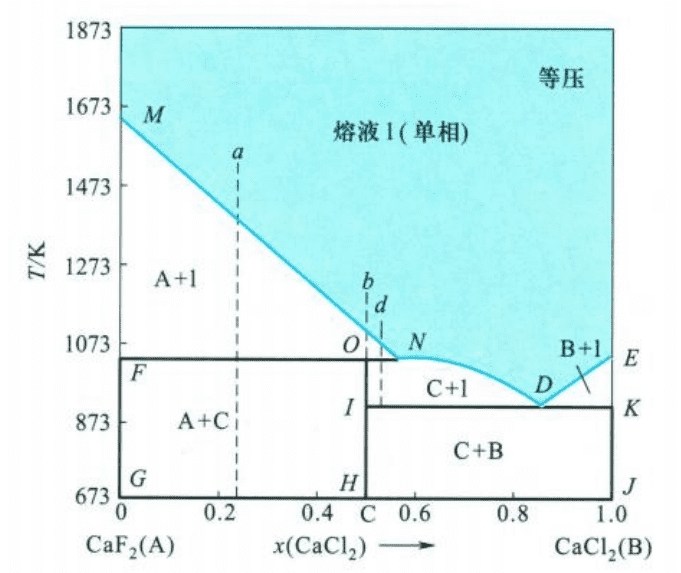 1873
等压
1673
M
熔液 l ( 单相)
a
1473
T/K
1273
A+l
b
d
1073
O
N
B+l
E
F
C+l
D
I
K
873
A+C
C+B
G
H
J
673
0
0.2
0.4
C
0.6
0.8
1.0
CaF₂(A)
x(CaCl₂)
CaCl₂(B)